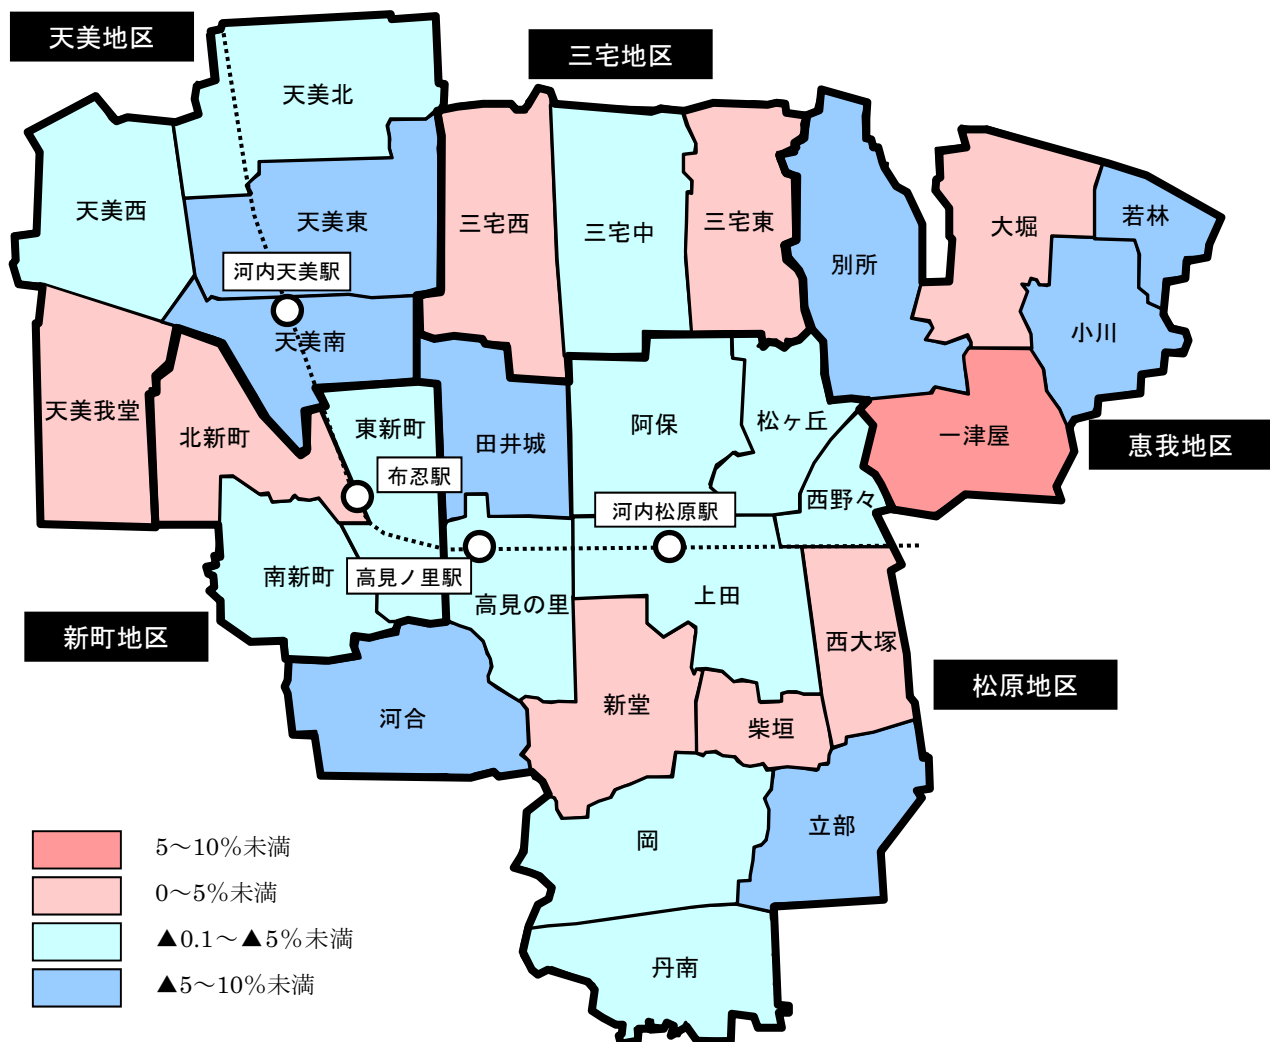 天美地区
三宅地区
天美北
天美西
天美東
三宅西
三宅中
三宅東
別所
大堀
若林
河内天美駅
天美南
小川
天美我堂
北新町
東新町
田井城
阿保
松ヶ丘
一津屋
恵我地区
布忍駅
西野々
河内松原駅
南新町
高見ノ里駅
高見の里
上田
新町地区
西大塚
松原地区
河合
新堂
柴垣
立部
岡
丹南
5～10％未満
0～5％未満
▲0.1～▲5％未満
▲5～10％未満